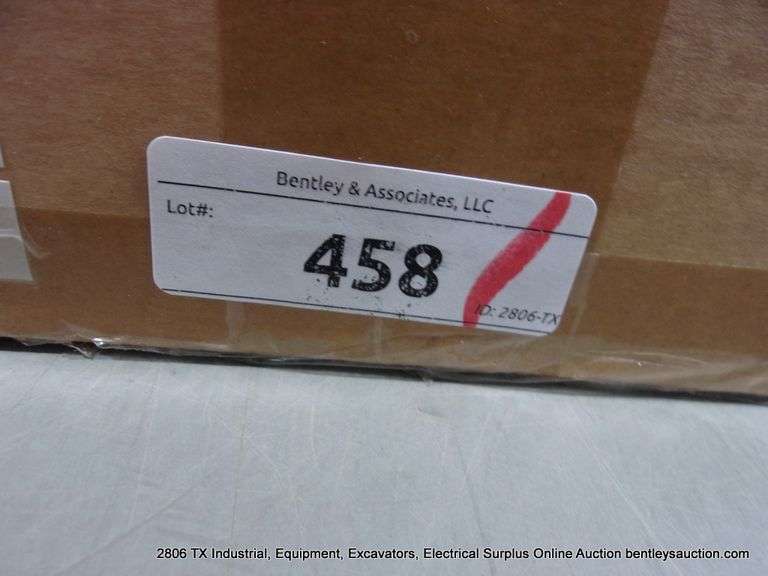 Bentley & Associates, LLC
Lot#:
458
ID: 2806-TX
2806 TX Industrial, Equipment, Excavators, Electrical Surplus Online Auction bentleysauction.com